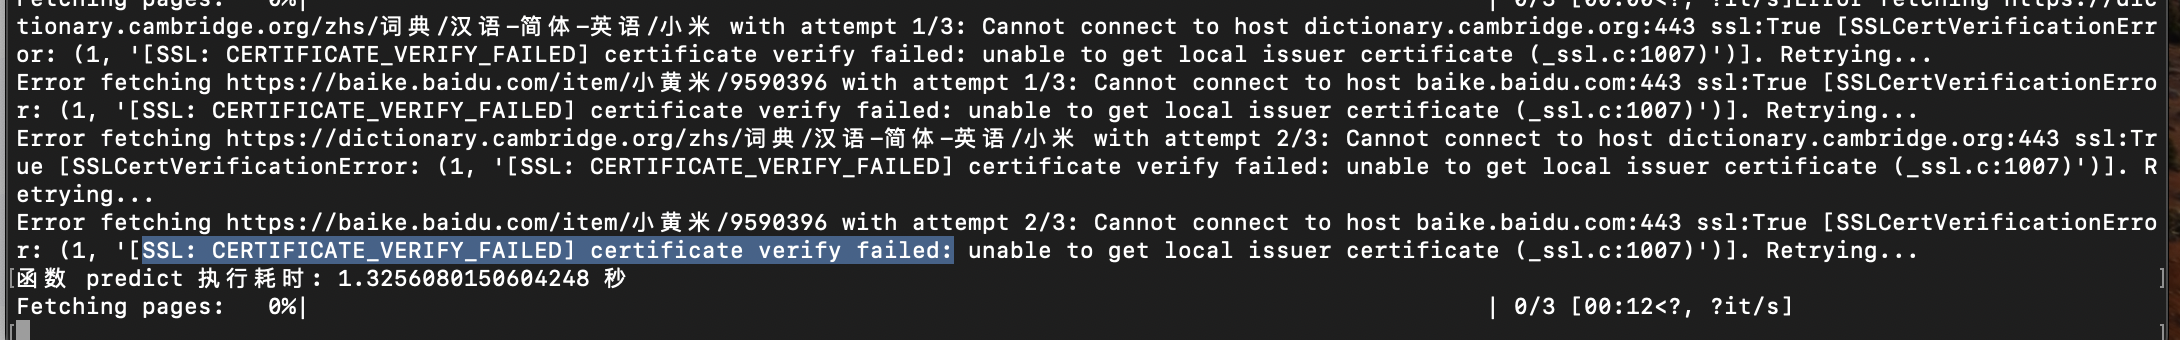 Fetching pages:   0%|                    | 0/3 [00:00<?, ?it/s]Error fetching https://dic
tionary.cambridge.org/zhs/词典/汉语-简体-英语/小米 with attempt 1/3: Cannot connect to host dictionary.cambridge.org:443 ssl:True [SSLCertVerificationErr
or: (1, '[SSL: CERTIFICATE_VERIFY_FAILED] certificate verify failed: unable to get local issuer certificate (_ssl.c:1007)')]. Retrying...
Error fetching https://baike.baidu.com/item/小黄米/9590396 with attempt 1/3: Cannot connect to host baike.baidu.com:443 ssl:True [SSLCertVerificationErro
r: (1, '[SSL: CERTIFICATE_VERIFY_FAILED] certificate verify failed: unable to get local issuer certificate (_ssl.c:1007)')]. Retrying...
Error fetching https://dictionary.cambridge.org/zhs/词典/汉语-简体-英语/小米 with attempt 2/3: Cannot connect to host dictionary.cambridge.org:443 ssl:Tr
ue [SSLCertVerificationError: (1, '[SSL: CERTIFICATE_VERIFY_FAILED] certificate verify failed: unable to get local issuer certificate (_ssl.c:1007)')]. R
etrying...
Error fetching https://baike.baidu.com/item/小黄米/9590396 with attempt 2/3: Cannot connect to host baike.baidu.com:443 ssl:True [SSLCertVerificationErro
r: (1, '[SSL: CERTIFICATE_VERIFY_FAILED] certificate verify failed: unable to get local issuer certificate (_ssl.c:1007)')]. Retrying...
[函数 predict 执行耗时: 1.3256080150604248 秒 ]
Fetching pages:   0%|                    | 0/3 [00:12<?, ?it/s]
[ ]